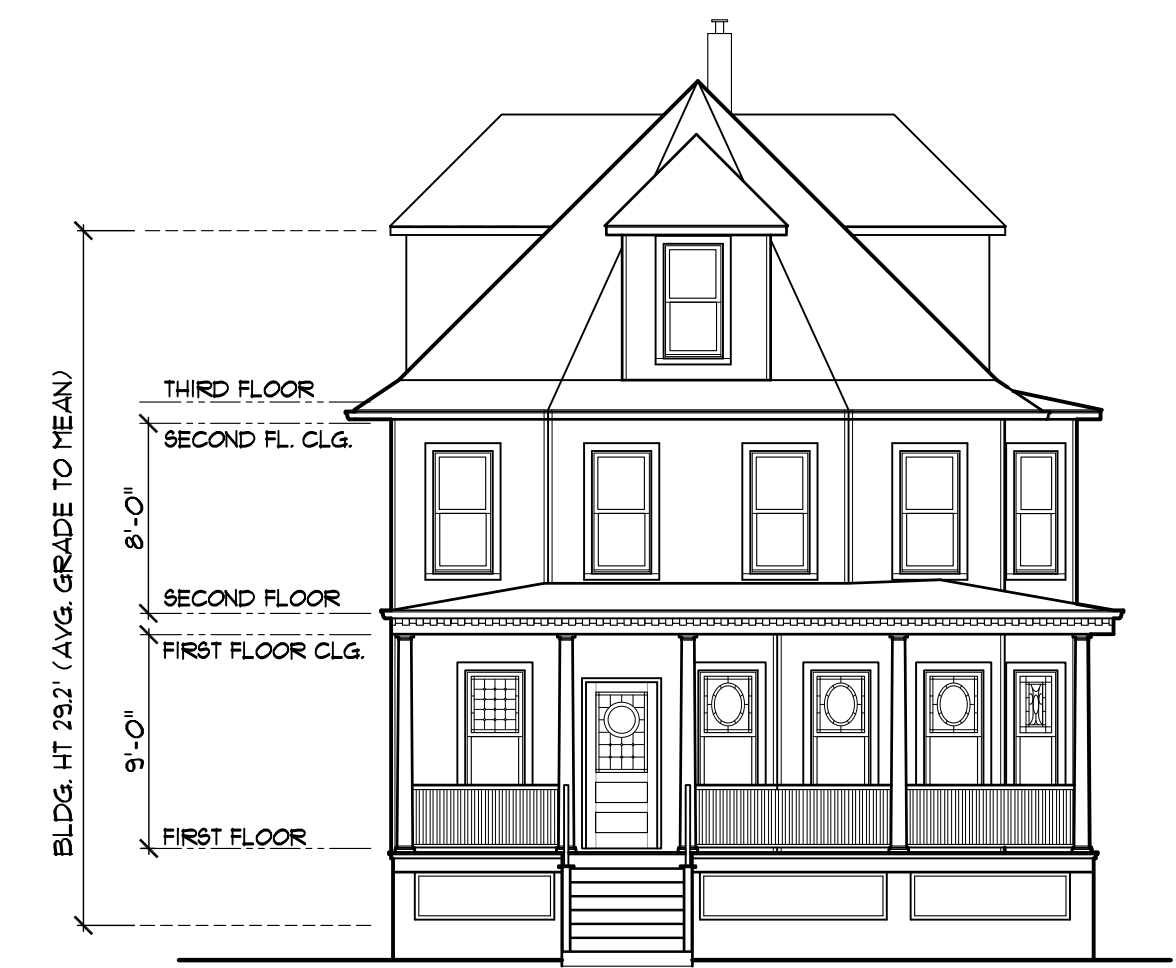 THIRD FLOOR
SECOND FL. CLG.
8'-0"
SECOND FLOOR
FIRST FLOOR CLG.
9'-0"
FIRST FLOOR
BLDG. HT 29.2' (AVG. GRADE TO MEAN)